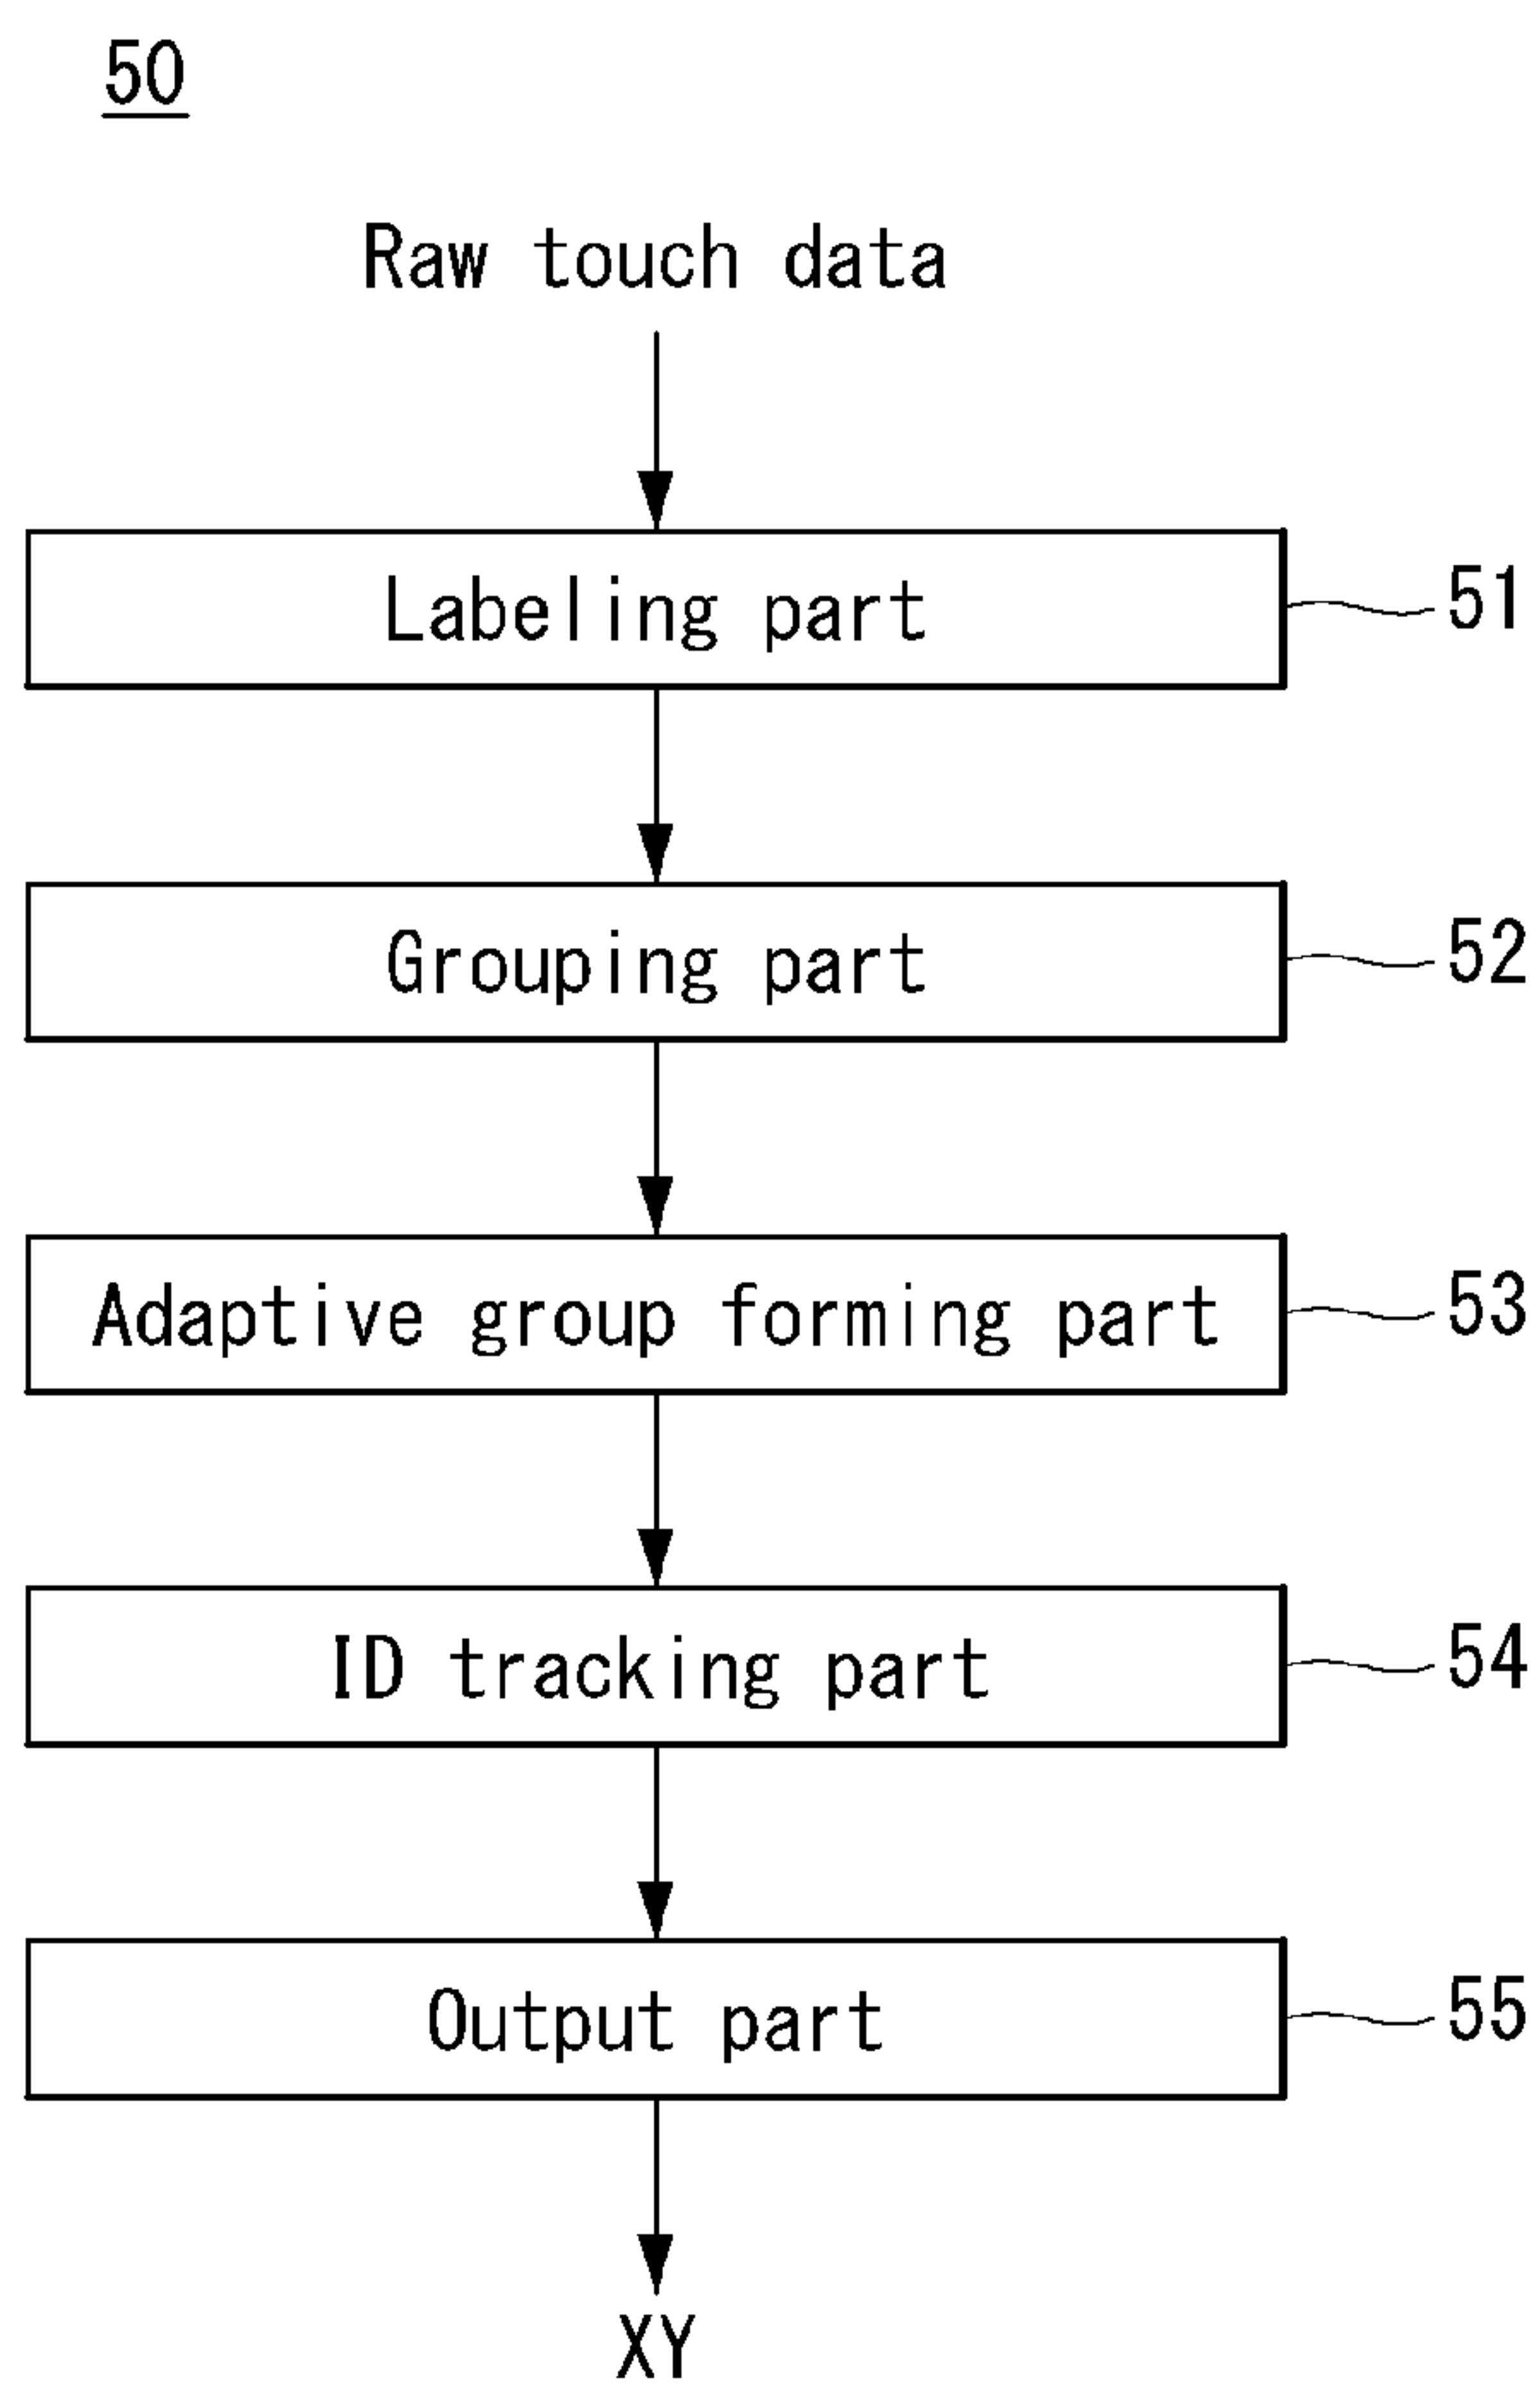 50
Raw touch data
Labeling part 51
Grouping part 52
Adaptive group forming part 53
ID tracking part 54
Output part 55
XY